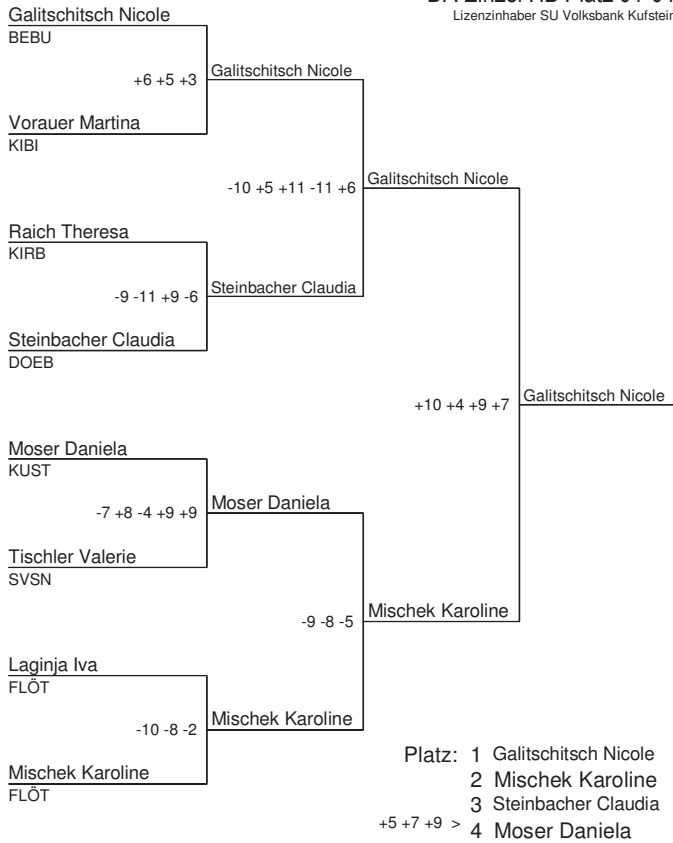 Lizenzinhaber SU Volksbank Kufstein
Galitschitsch Nicole
BEBU
+6 +5 +3
Galitschitsch Nicole
Vorauer Martina
KIBI
-10 +5 +11 -11 +6
Galitschitsch Nicole
Raich Theresa
KIRB
-9 -11 +9 -6
Steinbacher Claudia
Steinbacher Claudia
DOEB
+10 +4 +9 +7
Galitschitsch Nicole
Moser Daniela
KUST
-7 +8 -4 +9 +9
Moser Daniela
Tischler Valerie
SVSN
-9 -8 -5
Mischek Karoline
Laginja Iva
FLÖT
-10 -8 -2
Mischek Karoline
Mischek Karoline
FLÖT
Platz: 1 Galitschitsch Nicole
2 Mischek Karoline
3 Steinbacher Claudia
+5 +7 +9 > 4 Moser Daniela